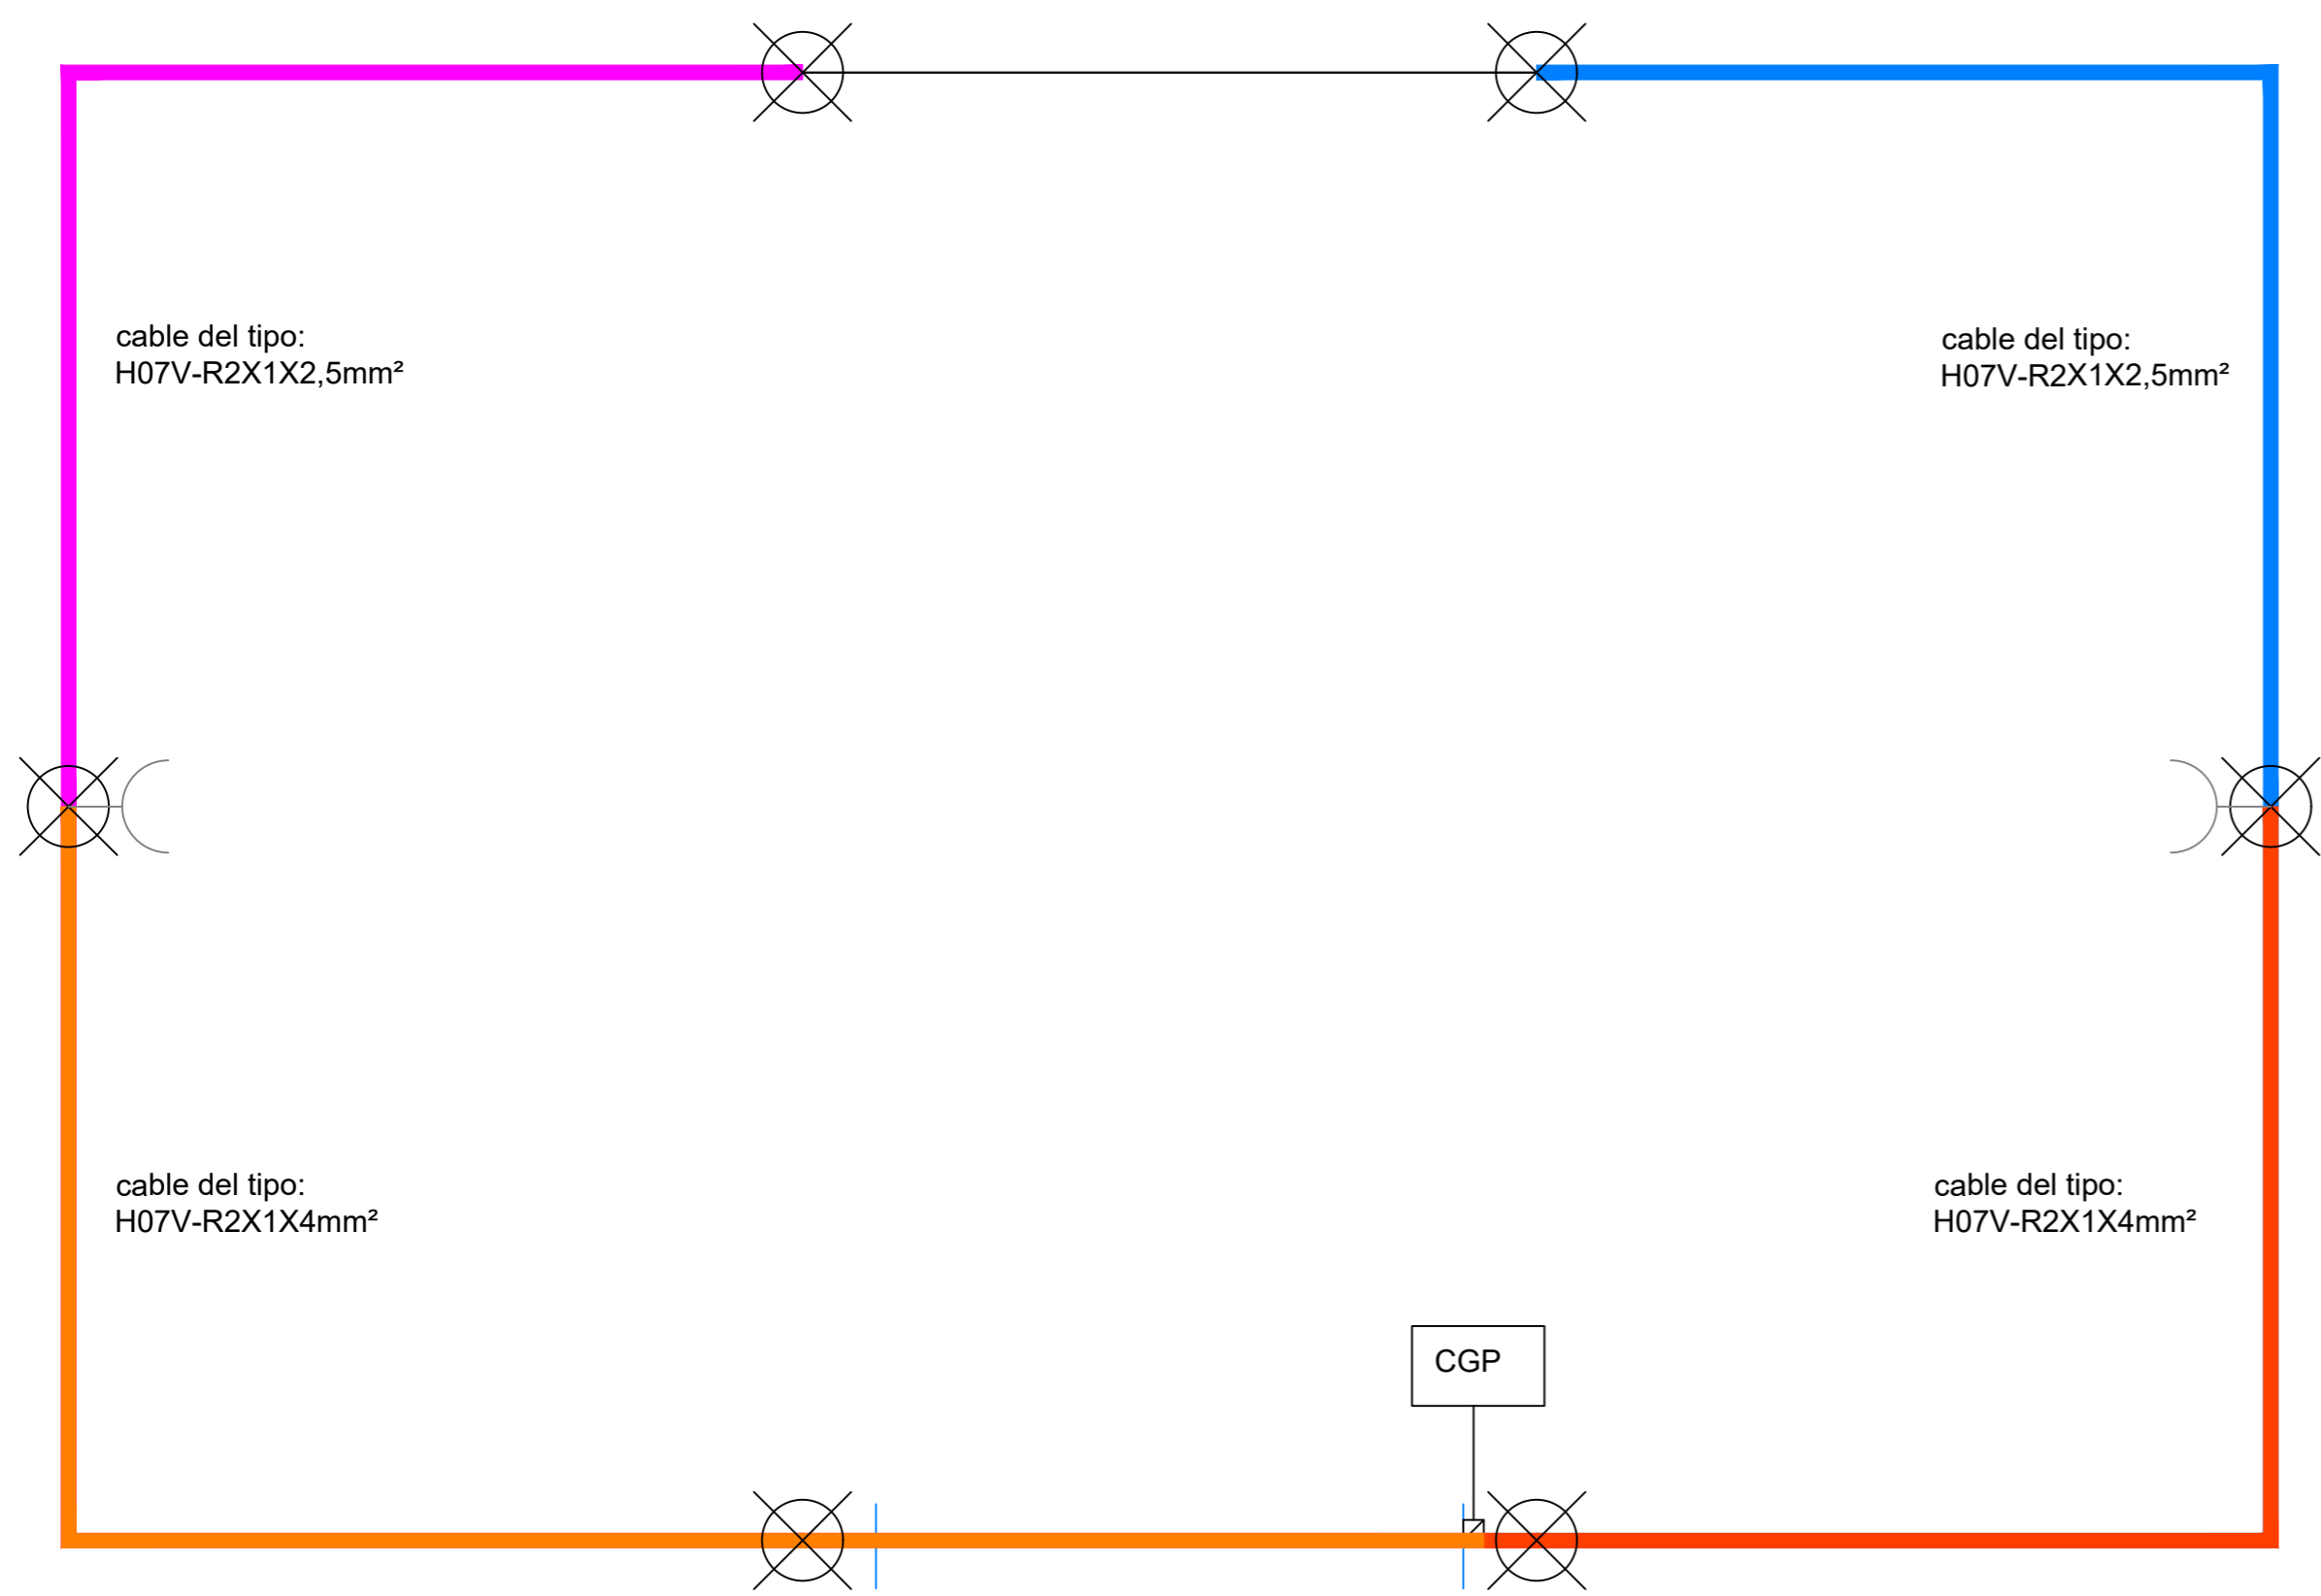 cable del tipo:
H07V-R2X1X2,5mm²
cable del tipo:
H07V-R2X1X2,5mm²
cable del tipo:
H07V-R2X1X4mm²
cable del tipo:
H07V-R2X1X4mm²
CGP